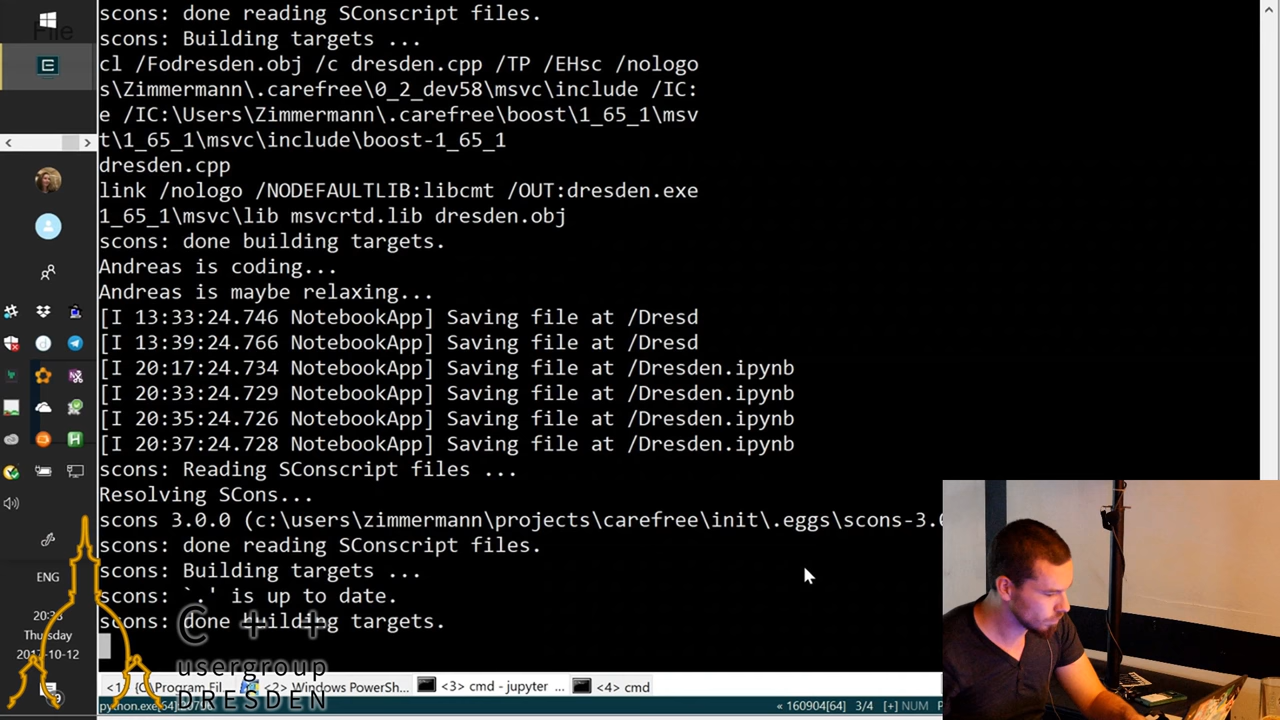 File
scons: done reading SConscript files.
scons: Building targets ...
cl /Fodresden.obj /c dresden.cpp /TP /EHsc /nologo
s\Zimmermann\.carefree\0_2_dev58\msvc\include /IC:
e /IC:\Users\Zimmermann\.carefree\boost\1_65_1\msv
t\1_65_1\msvc\include\boost-1_65_1
dresden.cpp
link /nologo /NODEFAULTLIB:libcmt /OUT:dresden.exe
1_65_1\msvc\lib msvcrtd.lib dresden.obj
scons: done building targets.
Andreas is coding...
Andreas is maybe relaxing...
[I 13:33:24.746 NotebookApp] Saving file at /Dresd
[I 13:39:24.766 NotebookApp] Saving file at /Dresd
[I 20:17:24.734 NotebookApp] Saving file at /Dresden.ipynb
[I 20:33:24.729 NotebookApp] Saving file at /Dresden.ipynb
[I 20:35:24.726 NotebookApp] Saving file at /Dresden.ipynb
[I 20:37:24.728 NotebookApp] Saving file at /Dresden.ipynb
scons: Reading SConscript files ...
Resolving SCons...
scons 3.0.0 (c:\users\zimmermann\projects\carefree\init\.eggs\scons-3.0
scons: done reading SConscript files.
scons: Building targets ...
scons: `.' is up to date.
scons: done building targets.
ENG
20:38
Thursday
2017-10-12
C + +
usergroup
DRESDEN
<1 {C:\Program Fil
<2> Windows PowerSh...
<3> cmd - jupyter ...
<4> cmd
python.exe[64]
« 160904[64] 3/4 [+] NUM